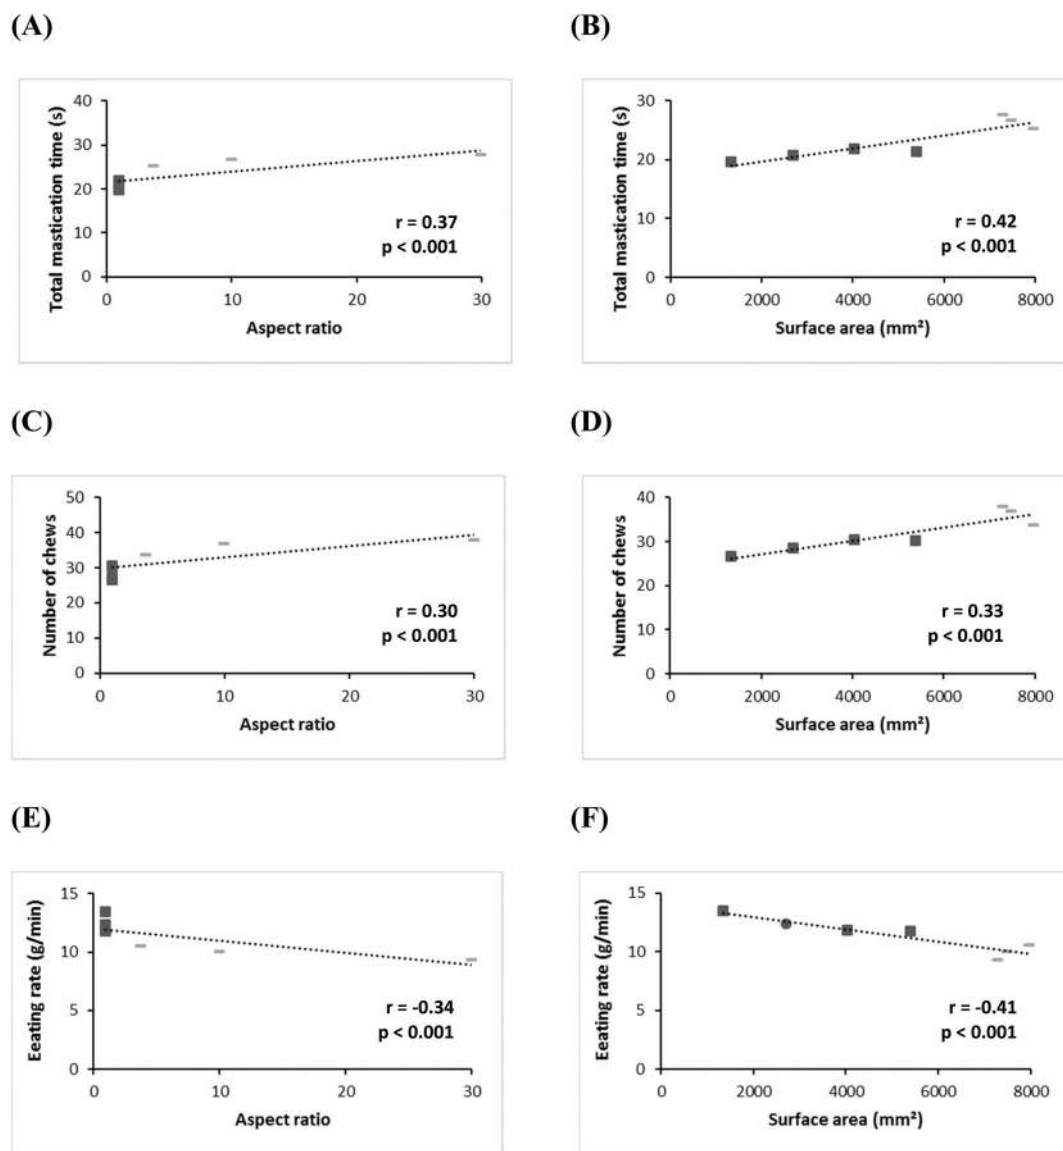 (A)
Total mastication time (s)
40
30
20
10
0
0 10 20 30
Aspect ratio
r = 0.37
p < 0.001
(B)
Total mastication time (s)
30
20
10
0
0 2000 4000 6000 8000
Surface area (mm²)
r = 0.42
p < 0.001
(C)
Number of chews
50
40
30
20
10
0
0 10 20 30
Aspect ratio
r = 0.30
p < 0.001
(D)
Number of chews
40
30
20
10
0
0 2000 4000 6000 8000
Surface area (mm²)
r = 0.33
p < 0.001
(E)
Eeating rate (g/min)
15
10
5
0
0 10 20 30
Aspect ratio
r = -0.34
p < 0.001
(F)
Eeating rate (g/min)
15
10
5
0
0 2000 4000 6000 8000
Surface area (mm²)
r = -0.41
p < 0.001